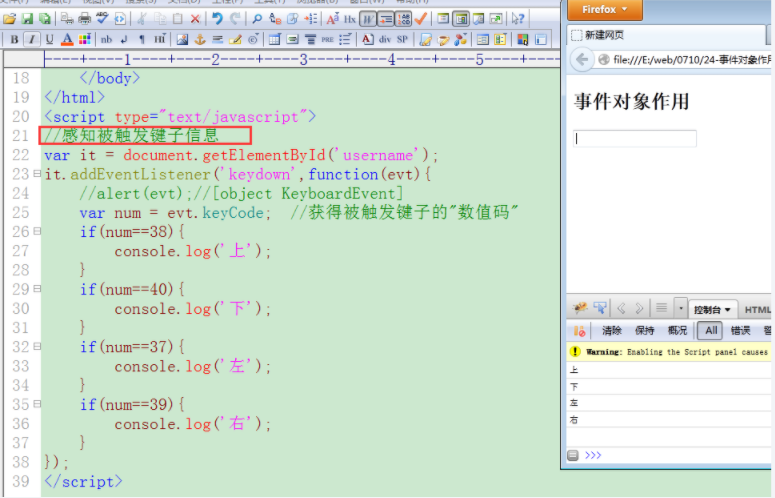 B I U A nb ¶ Hi PRE A div SP
|----+----1----+----2----+----3----+----4----+----5----+--
18 </body>
19 </html>
20 <script type="text/javascript">
21 //感知被触发键子信息
22 var it = document.getElementById('username');
23 it.addEventListener('keydown',function(evt){
24 //alert(evt);//[object KeyboardEvent]
25 var num = evt.keyCode; //获得被触发键子的"数值码"
26 if(num==38){
27 console.log('上');
28 }
29 if(num==40){
30 console.log('下');
31 }
32 if(num==37){
33 console.log('左');
34 }
35 if(num==39){
36 console.log('右');
37 }
38 });
39 </script>
Firefox
新建网页
file:///E:/web/0710/24-事件对象作用
事件对象作用
控制台 HTML
清除 保持 概况 All 错误
Warning: Enabling the Script panel causes
上
下
左
右
>>>